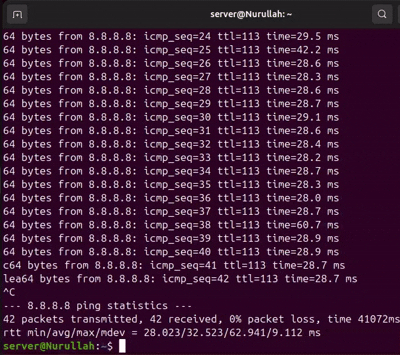 server@Nurullah: ~
64 bytes from 8.8.8.8: icmp_seq=24 ttl=113 time=29.5 ms
64 bytes from 8.8.8.8: icmp_seq=25 ttl=113 time=42.2 ms
64 bytes from 8.8.8.8: icmp_seq=26 ttl=113 time=28.6 ms
64 bytes from 8.8.8.8: icmp_seq=27 ttl=113 time=28.3 ms
64 bytes from 8.8.8.8: icmp_seq=28 ttl=113 time=28.6 ms
64 bytes from 8.8.8.8: icmp_seq=29 ttl=113 time=28.7 ms
64 bytes from 8.8.8.8: icmp_seq=30 ttl=113 time=29.1 ms
64 bytes from 8.8.8.8: icmp_seq=31 ttl=113 time=28.6 ms
64 bytes from 8.8.8.8: icmp_seq=32 ttl=113 time=28.4 ms
64 bytes from 8.8.8.8: icmp_seq=33 ttl=113 time=28.2 ms
64 bytes from 8.8.8.8: icmp_seq=34 ttl=113 time=28.7 ms
64 bytes from 8.8.8.8: icmp_seq=35 ttl=113 time=28.3 ms
64 bytes from 8.8.8.8: icmp_seq=36 ttl=113 time=28.0 ms
64 bytes from 8.8.8.8: icmp_seq=37 ttl=113 time=28.7 ms
64 bytes from 8.8.8.8: icmp_seq=38 ttl=113 time=60.7 ms
64 bytes from 8.8.8.8: icmp_seq=39 ttl=113 time=28.9 ms
64 bytes from 8.8.8.8: icmp_seq=40 ttl=113 time=28.9 ms
c64 bytes from 8.8.8.8: icmp_seq=41 ttl=113 time=28.7 ms
lea64 bytes from 8.8.8.8: icmp_seq=42 ttl=113 time=28.7 ms
^C
--- 8.8.8.8 ping statistics ---
42 packets transmitted, 42 received, 0% packet loss, time 41072ms
rtt min/avg/max/mdev = 28.023/32.523/62.941/9.112 ms
server@Nurullah:~$